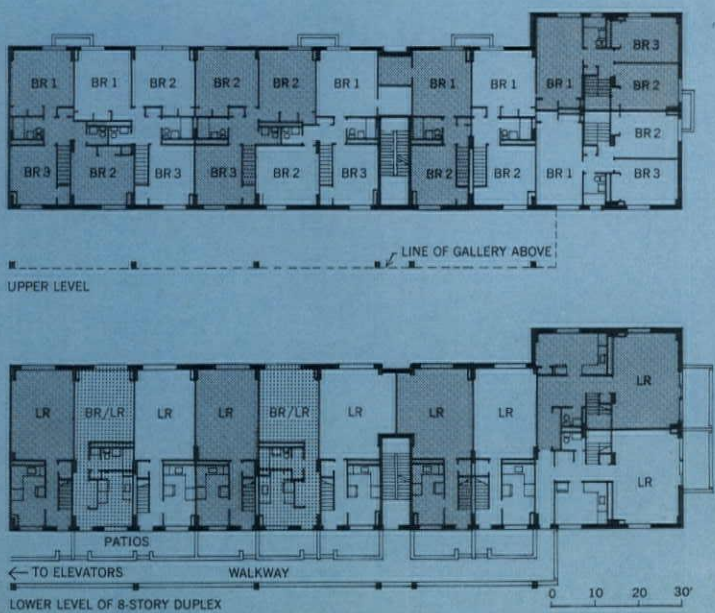 BR 3
BR 1 BR 1 BR 2 BR 2 BR 2 BR 1 BR 1 BR 1 BR 1
BR 2
BR 2
BR 3 BR 2 BR 3 BR 3 BR 2 BR 3 BR 2 BR 2 BR 1 BR 3
LINE OF GALLERY ABOVE
UPPER LEVEL
LR
LR BR/LR LR LR BR/LR LR LR LR
LR
PATIOS
← TO ELEVATORS WALKWAY
LOWER LEVEL OF 8-STORY DUPLEX
0 10 20 30'